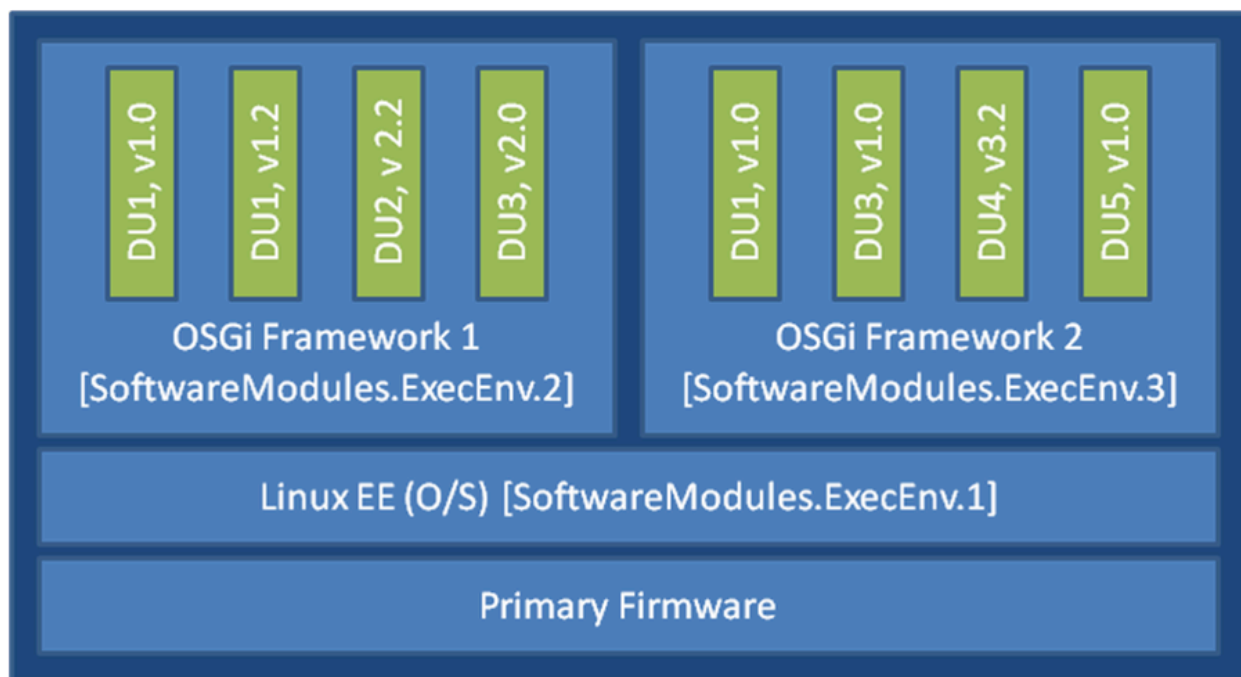 DU1, v1.0
DU1, v1.2
DU2, v 2.2
DU3, v2.0
OSGi Framework 1
[SoftwareModules.ExecEnv.2]
DU1, v1.0
DU3, v1.0
DU4, v3.2
DU5, v1.0
OSGi Framework 2
[SoftwareModules.ExecEnv.3]
Linux EE (O/S) [SoftwareModules.ExecEnv.1]
Primary Firmware